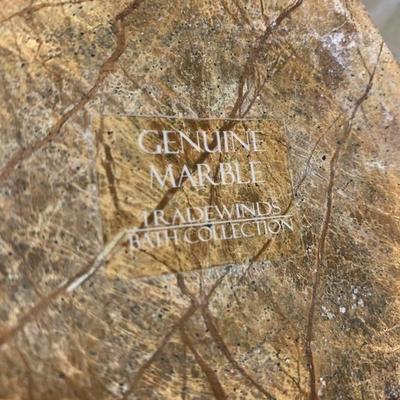 GENUINE
MARBLE
TRADEWINDS
BATH COLLECTION